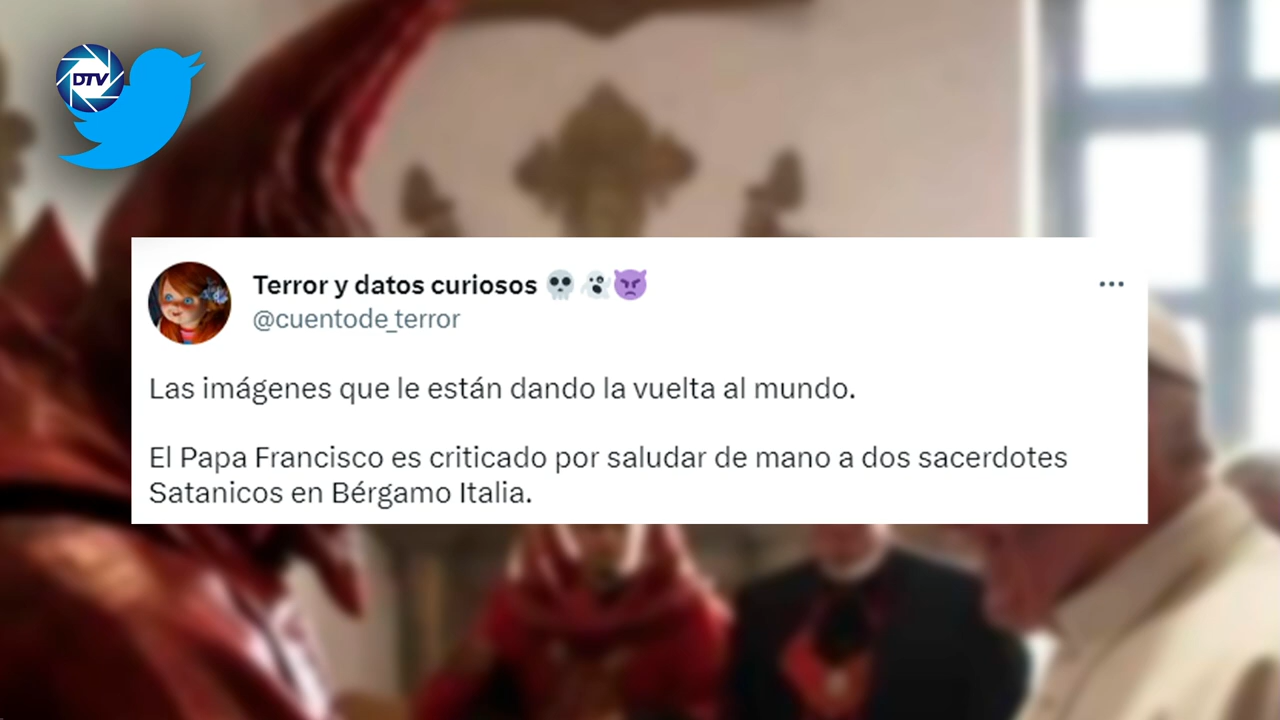 DTV
Terror y datos curiosos 💀👻👿
@cuentode_terror
Las imágenes que le están dando la vuelta al mundo.
El Papa Francisco es criticado por saludar de mano a dos sacerdotes
Satanicos en Bérgamo Italia.